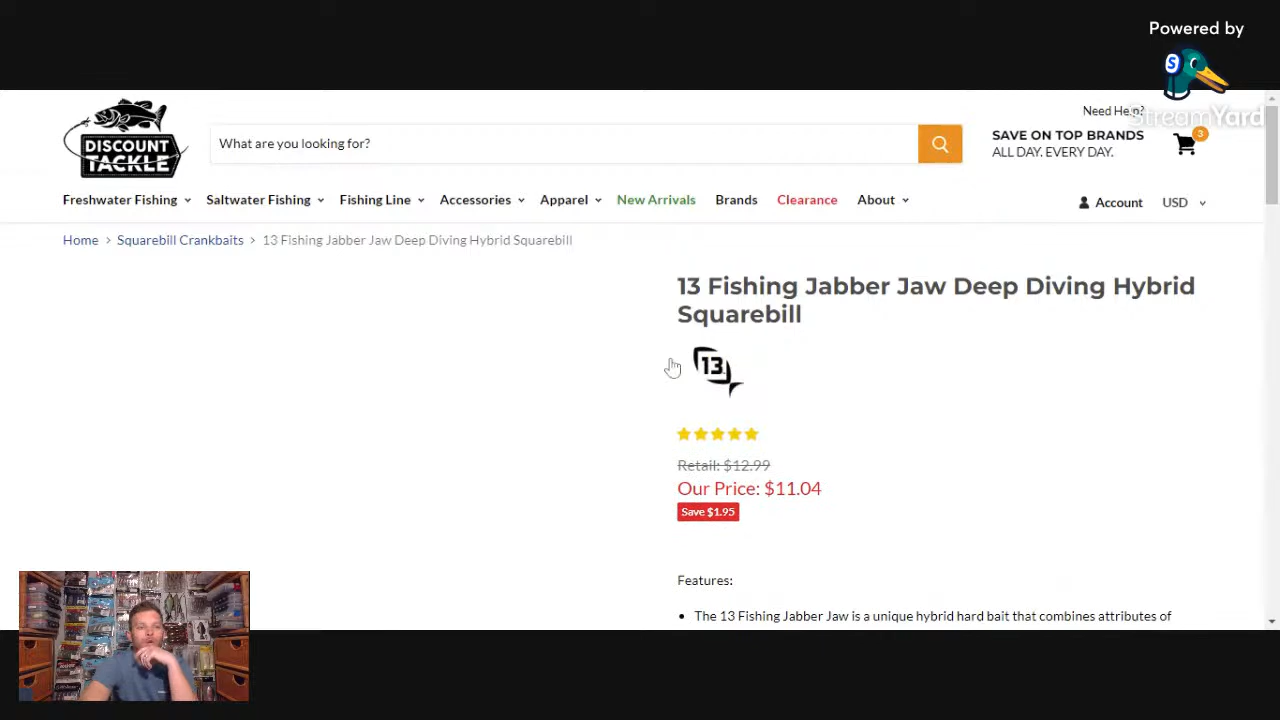 Powered by
S
StreamYard
Need Help?
DISCOUNT
TACKLE
What are you looking for?
SAVE ON TOP BRANDS
ALL DAY. EVERY DAY.
3
Freshwater Fishing
Saltwater Fishing
Fishing Line
Accessories
Apparel
New Arrivals
Brands
Clearance
About
Account
USD
Home > Squarebill Crankbaits > 13 Fishing Jabber Jaw Deep Diving Hybrid Squarebill
13 Fishing Jabber Jaw Deep Diving Hybrid
Squarebill
13
Retail: $12.99
Our Price: $11.04
Save $1.95
Features:
• The 13 Fishing Jabber Jaw is a unique hybrid hard bait that combines attributes of